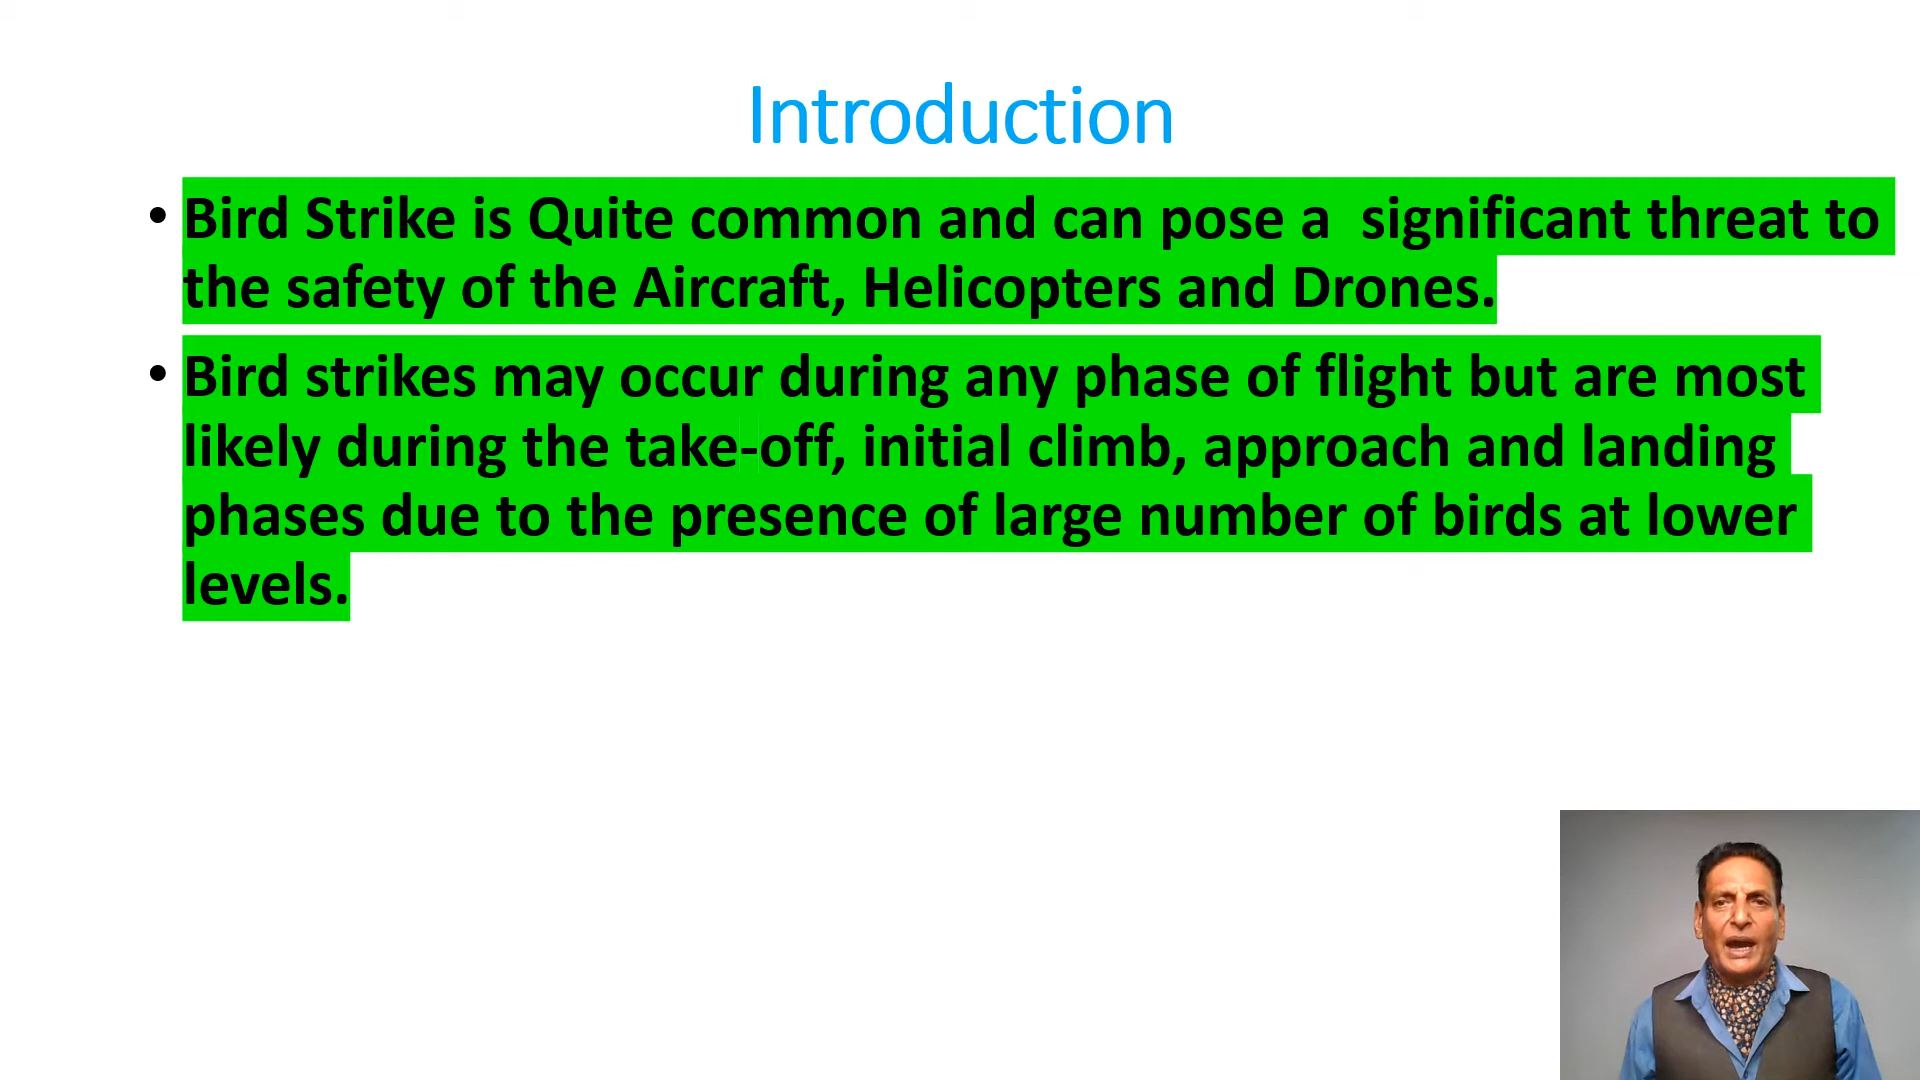 Introduction
• Bird Strike is Quite common and can pose a  significant threat to
the safety of the Aircraft, Helicopters and Drones.
• Bird strikes may occur during any phase of flight but are most
likely during the take-off, initial climb, approach and landing
phases due to the presence of large number of birds at lower
levels.